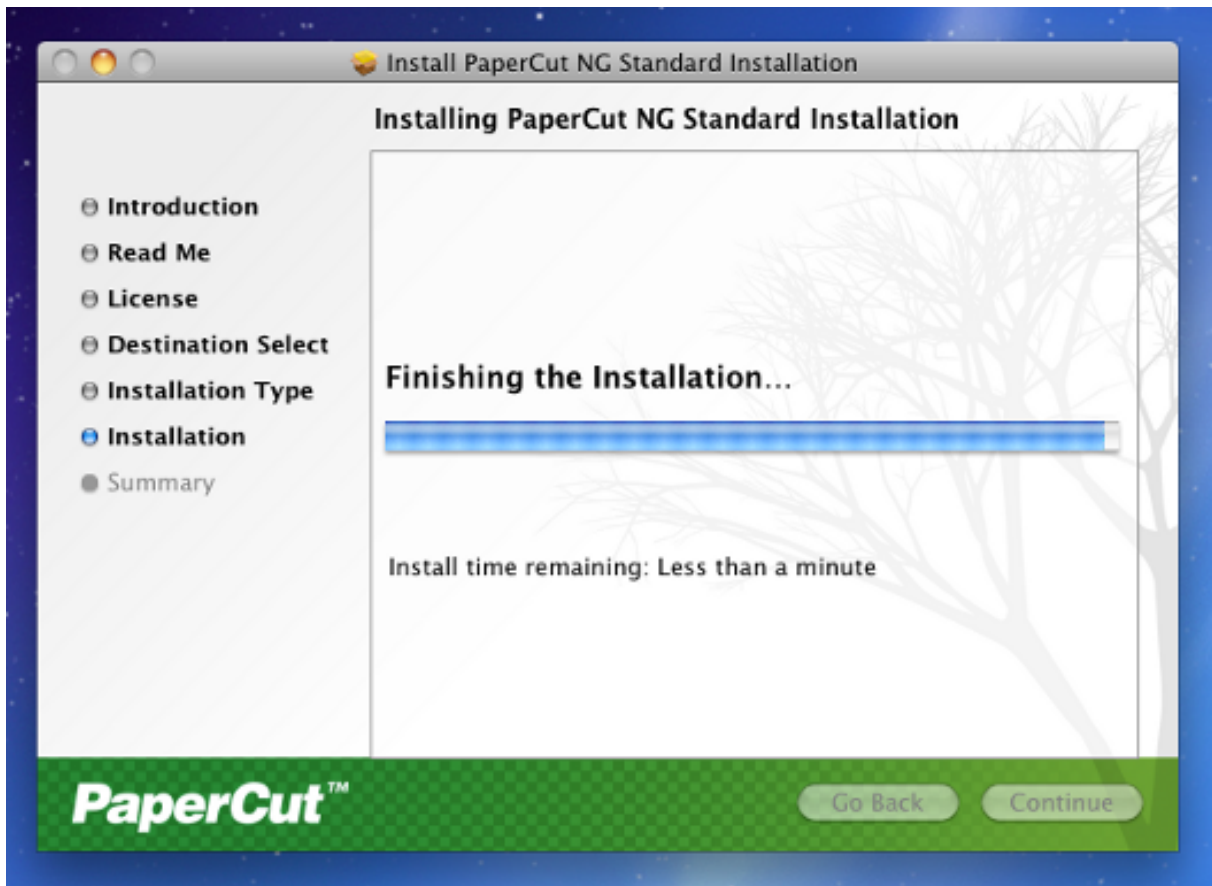 Install PaperCut NG Standard Installation
Installing PaperCut NG Standard Installation
Introduction
Read Me
License
Destination Select
Installation Type
Installation
Summary
Finishing the Installation...
Install time remaining: Less than a minute
PaperCut™
Go Back
Continue